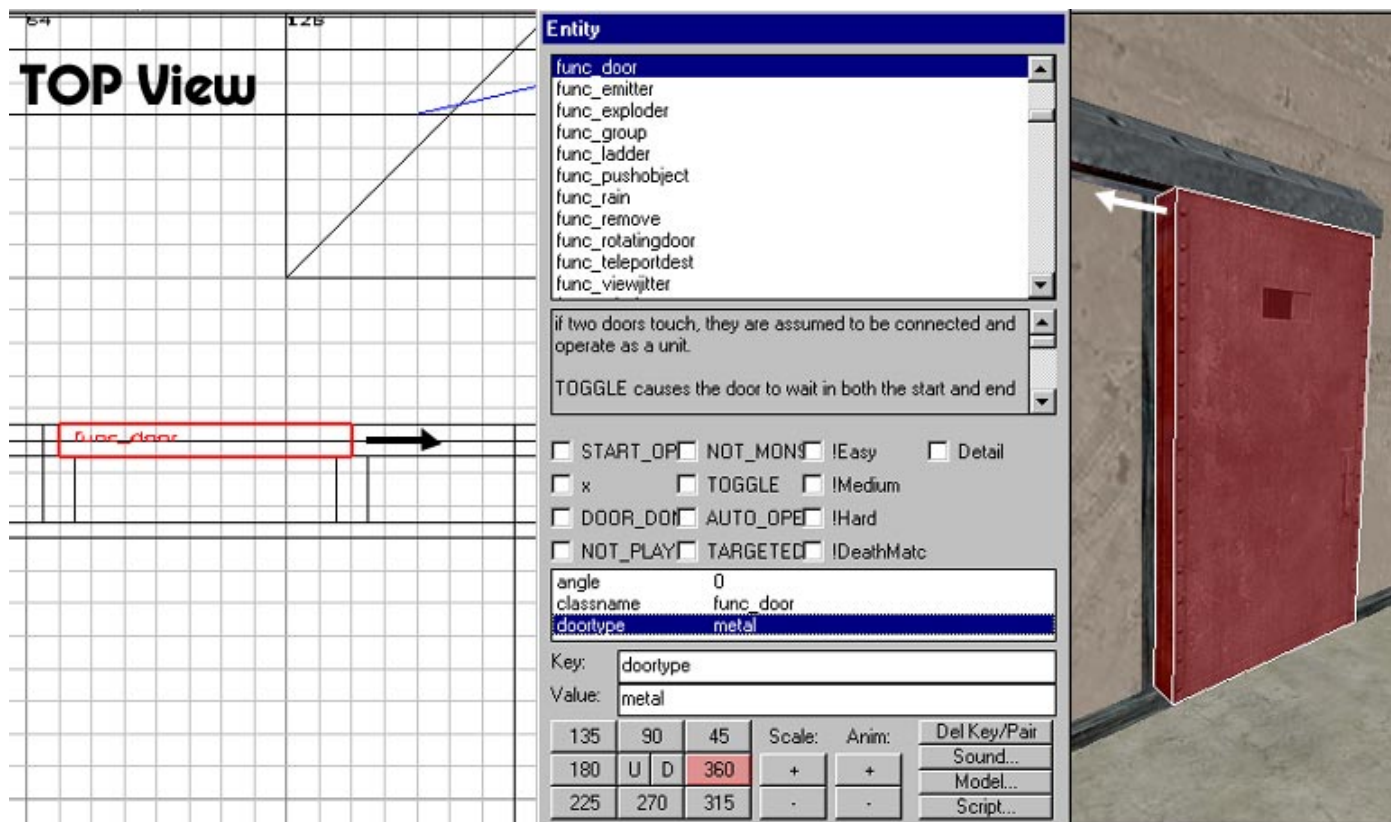 64
128
TOP View
func_door
Entity
func_door
func_emitter
func_exploder
func_group
func_ladder
func_pushobject
func_rain
func_remove
func_rotatingdoor
func_teleportdest
func_viewjitter
if two doors touch, they are assumed to be connected and
operate as a unit.
TOGGLE causes the door to wait in both the start and end
START_OP NOT_MONS !Easy Detail
x TOGGLE !Medium
DOOR_DON AUTO_OPE !Hard
NOT_PLAY TARGETED !DeathMatc
angle 0
classname func_door
doortype metal
Key: doortype
Value: metal
135 90 45 Scale: Anim: Del Key/Pair
180 U D 360 + + Sound...
Model...
225 270 315 - - Script...